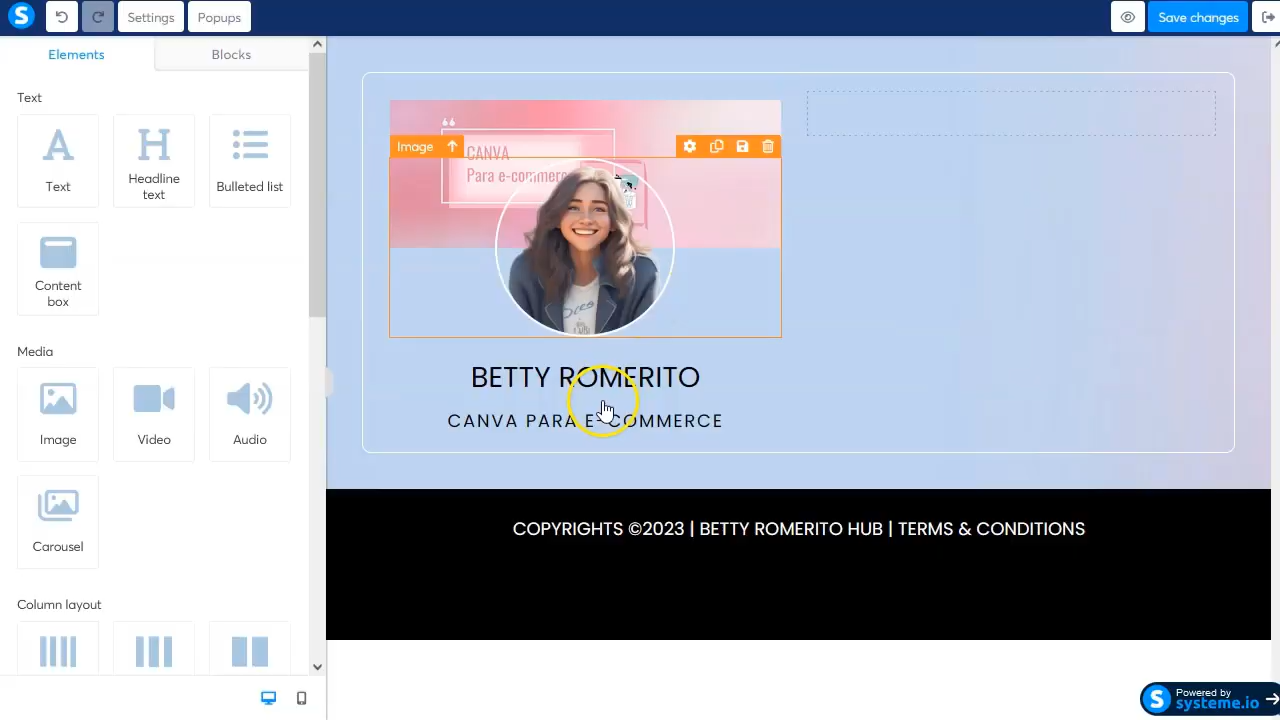 S
Settings
Popups
Save changes
Elements
Blocks
Text
Text
Headline
text
Bulleted list
Content
box
Media
Image
Video
Audio
Carousel
Column layout
“
CANVA
Para e-commerc
Image
BETTY ROMERITO
CANVA PARA E-COMMERCE
COPYRIGHTS ©2023 | BETTY ROMERITO HUB | TERMS & CONDITIONS
S
Powered by
systeme.io